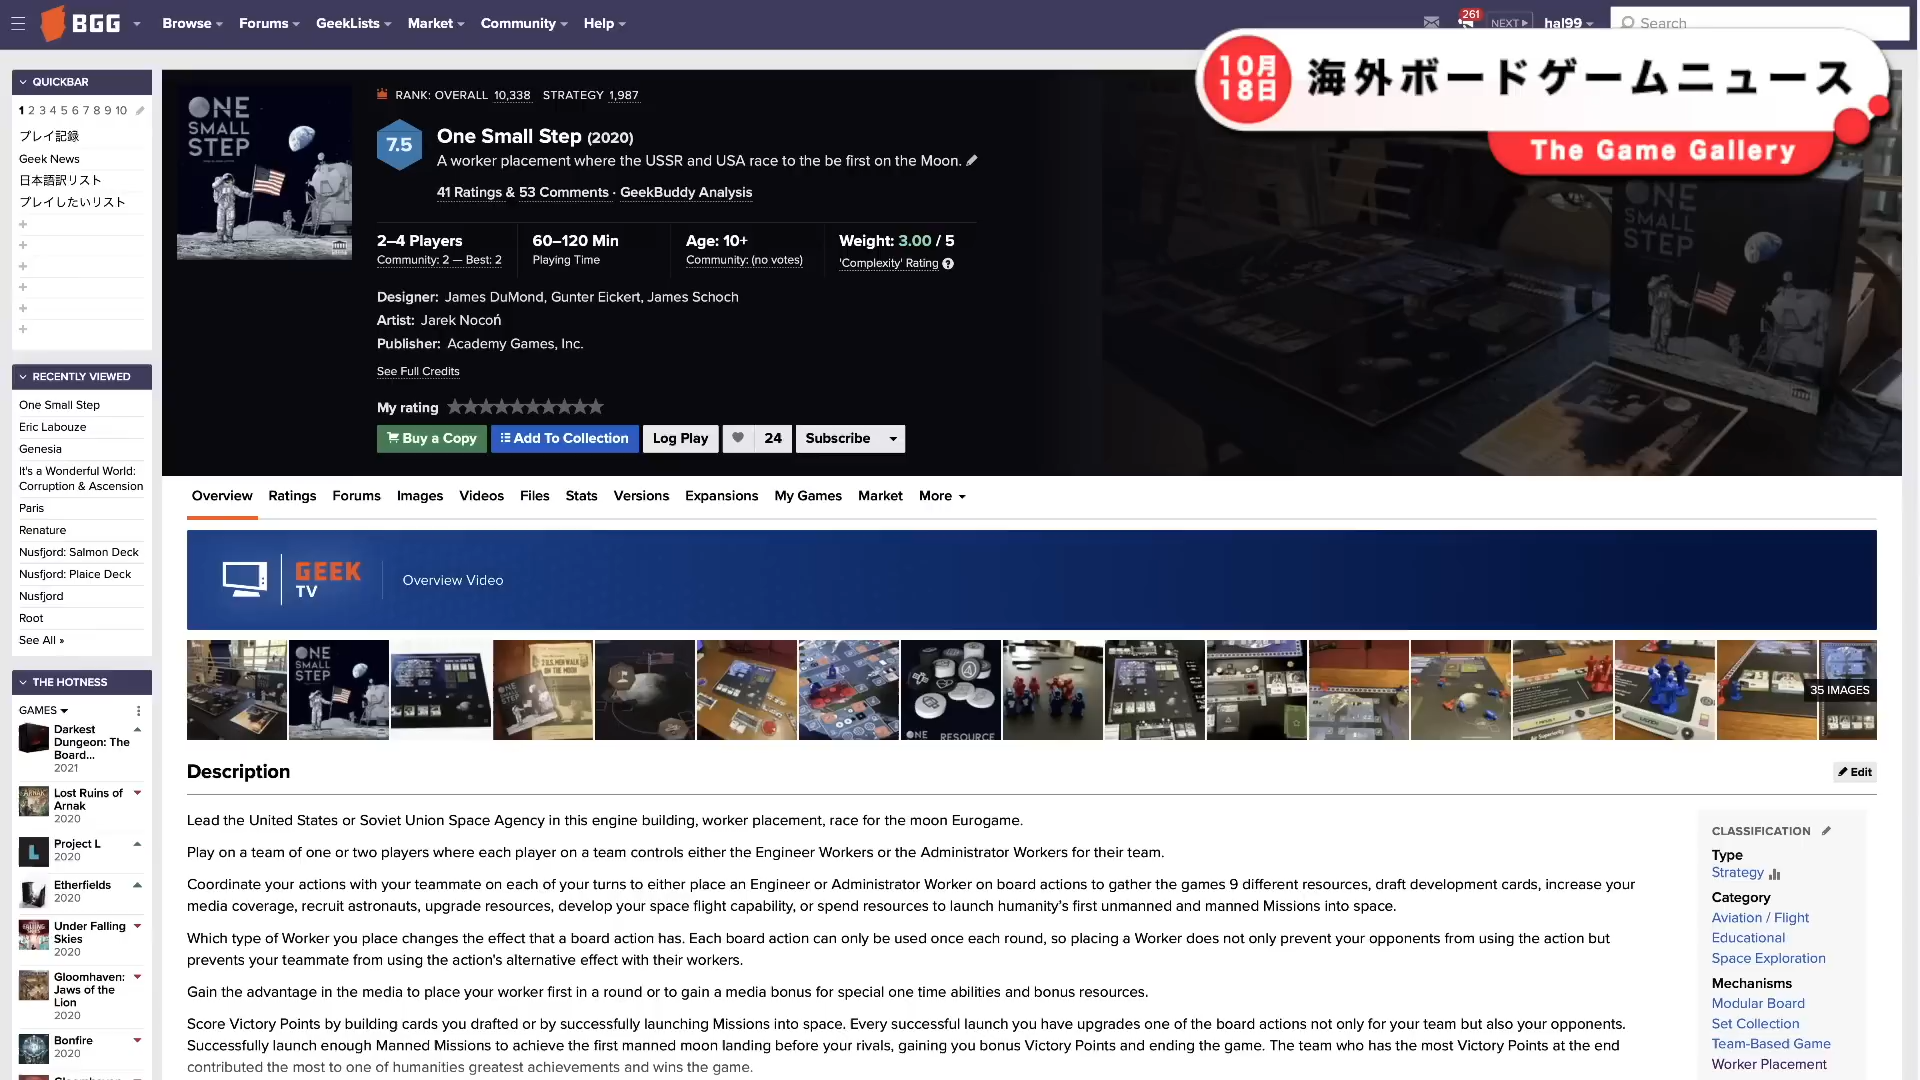 BGG
Browse
Forums
GeekLists
Market
Community
Help
261
NEXT
hal99
Search
10月
18日
海外ボードゲームニュース
The Game Gallery
QUICKBAR
1 2 3 4 5 6 7 8 9 10
プレイ記録
Geek News
日本語訳リスト
プレイしたいリスト
RECENTLY VIEWED
One Small Step
Eric Labouze
Genesia
It's a Wonderful World:
Corruption & Ascension
Paris
Renature
Nusfjord: Salmon Deck
Nusfjord: Plaice Deck
Nusfjord
Root
See All »
THE HOTNESS
GAMES
Darkest
Dungeon: The
Board...
2021
Lost Ruins of
Arnak
2020
Project L
2020
Etherfields
2020
Under Falling
Skies
2020
Gloomhaven:
Jaws of the
Lion
2020
Bonfire
2020
ONE
SMALL
STEP
RANK: OVERALL 10,338 STRATEGY 1,987
7.5
One Small Step (2020)
A worker placement where the USSR and USA race to the be first on the Moon.
41 Ratings & 53 Comments · GeekBuddy Analysis
2–4 Players
Community: 2 — Best: 2
60–120 Min
Playing Time
Age: 10+
Community: (no votes)
Weight: 3.00 / 5
'Complexity' Rating
Designer: James DuMond, Gunter Eickert, James Schoch
Artist: Jarek Nocoń
Publisher: Academy Games, Inc.
See Full Credits
My rating
Buy a Copy
Add To Collection
Log Play
24
Subscribe
ONE
SMALL
STEP
Overview
Ratings
Forums
Images
Videos
Files
Stats
Versions
Expansions
My Games
Market
More
GEEK
TV
Overview Video
ONE
SMALL
STEP
ONE
RESOURCE
35 IMAGES
Description
Edit
Lead the United States or Soviet Union Space Agency in this engine building, worker placement, race for the moon Eurogame.
Play on a team of one or two players where each player on a team controls either the Engineer Workers or the Administrator Workers for their team.
Coordinate your actions with your teammate on each of your turns to either place an Engineer or Administrator Worker on board actions to gather the games 9 different resources, draft development cards, increase your
media coverage, recruit astronauts, upgrade resources, develop your space flight capability, or spend resources to launch humanity's first unmanned and manned Missions into space.
Which type of Worker you place changes the effect that a board action has. Each board action can only be used once each round, so placing a Worker does not only prevent your opponents from using the action but
prevents your teammate from using the action's alternative effect with their workers.
Gain the advantage in the media to place your worker first in a round or to gain a media bonus for special one time abilities and bonus resources.
Score Victory Points by building cards you drafted or by successfully launching Missions into space. Every successful launch you have upgrades one of the board actions not only for your team but also your opponents.
Successfully launch enough Manned Missions to achieve the first manned moon landing before your rivals, gaining you bonus Victory Points and ending the game. The team who has the most Victory Points at the end
contributed the most to one of humanities greatest achievements and wins the game.
CLASSIFICATION
Type
Strategy
Category
Aviation / Flight
Educational
Space Exploration
Mechanisms
Modular Board
Set Collection
Team-Based Game
Worker Placement